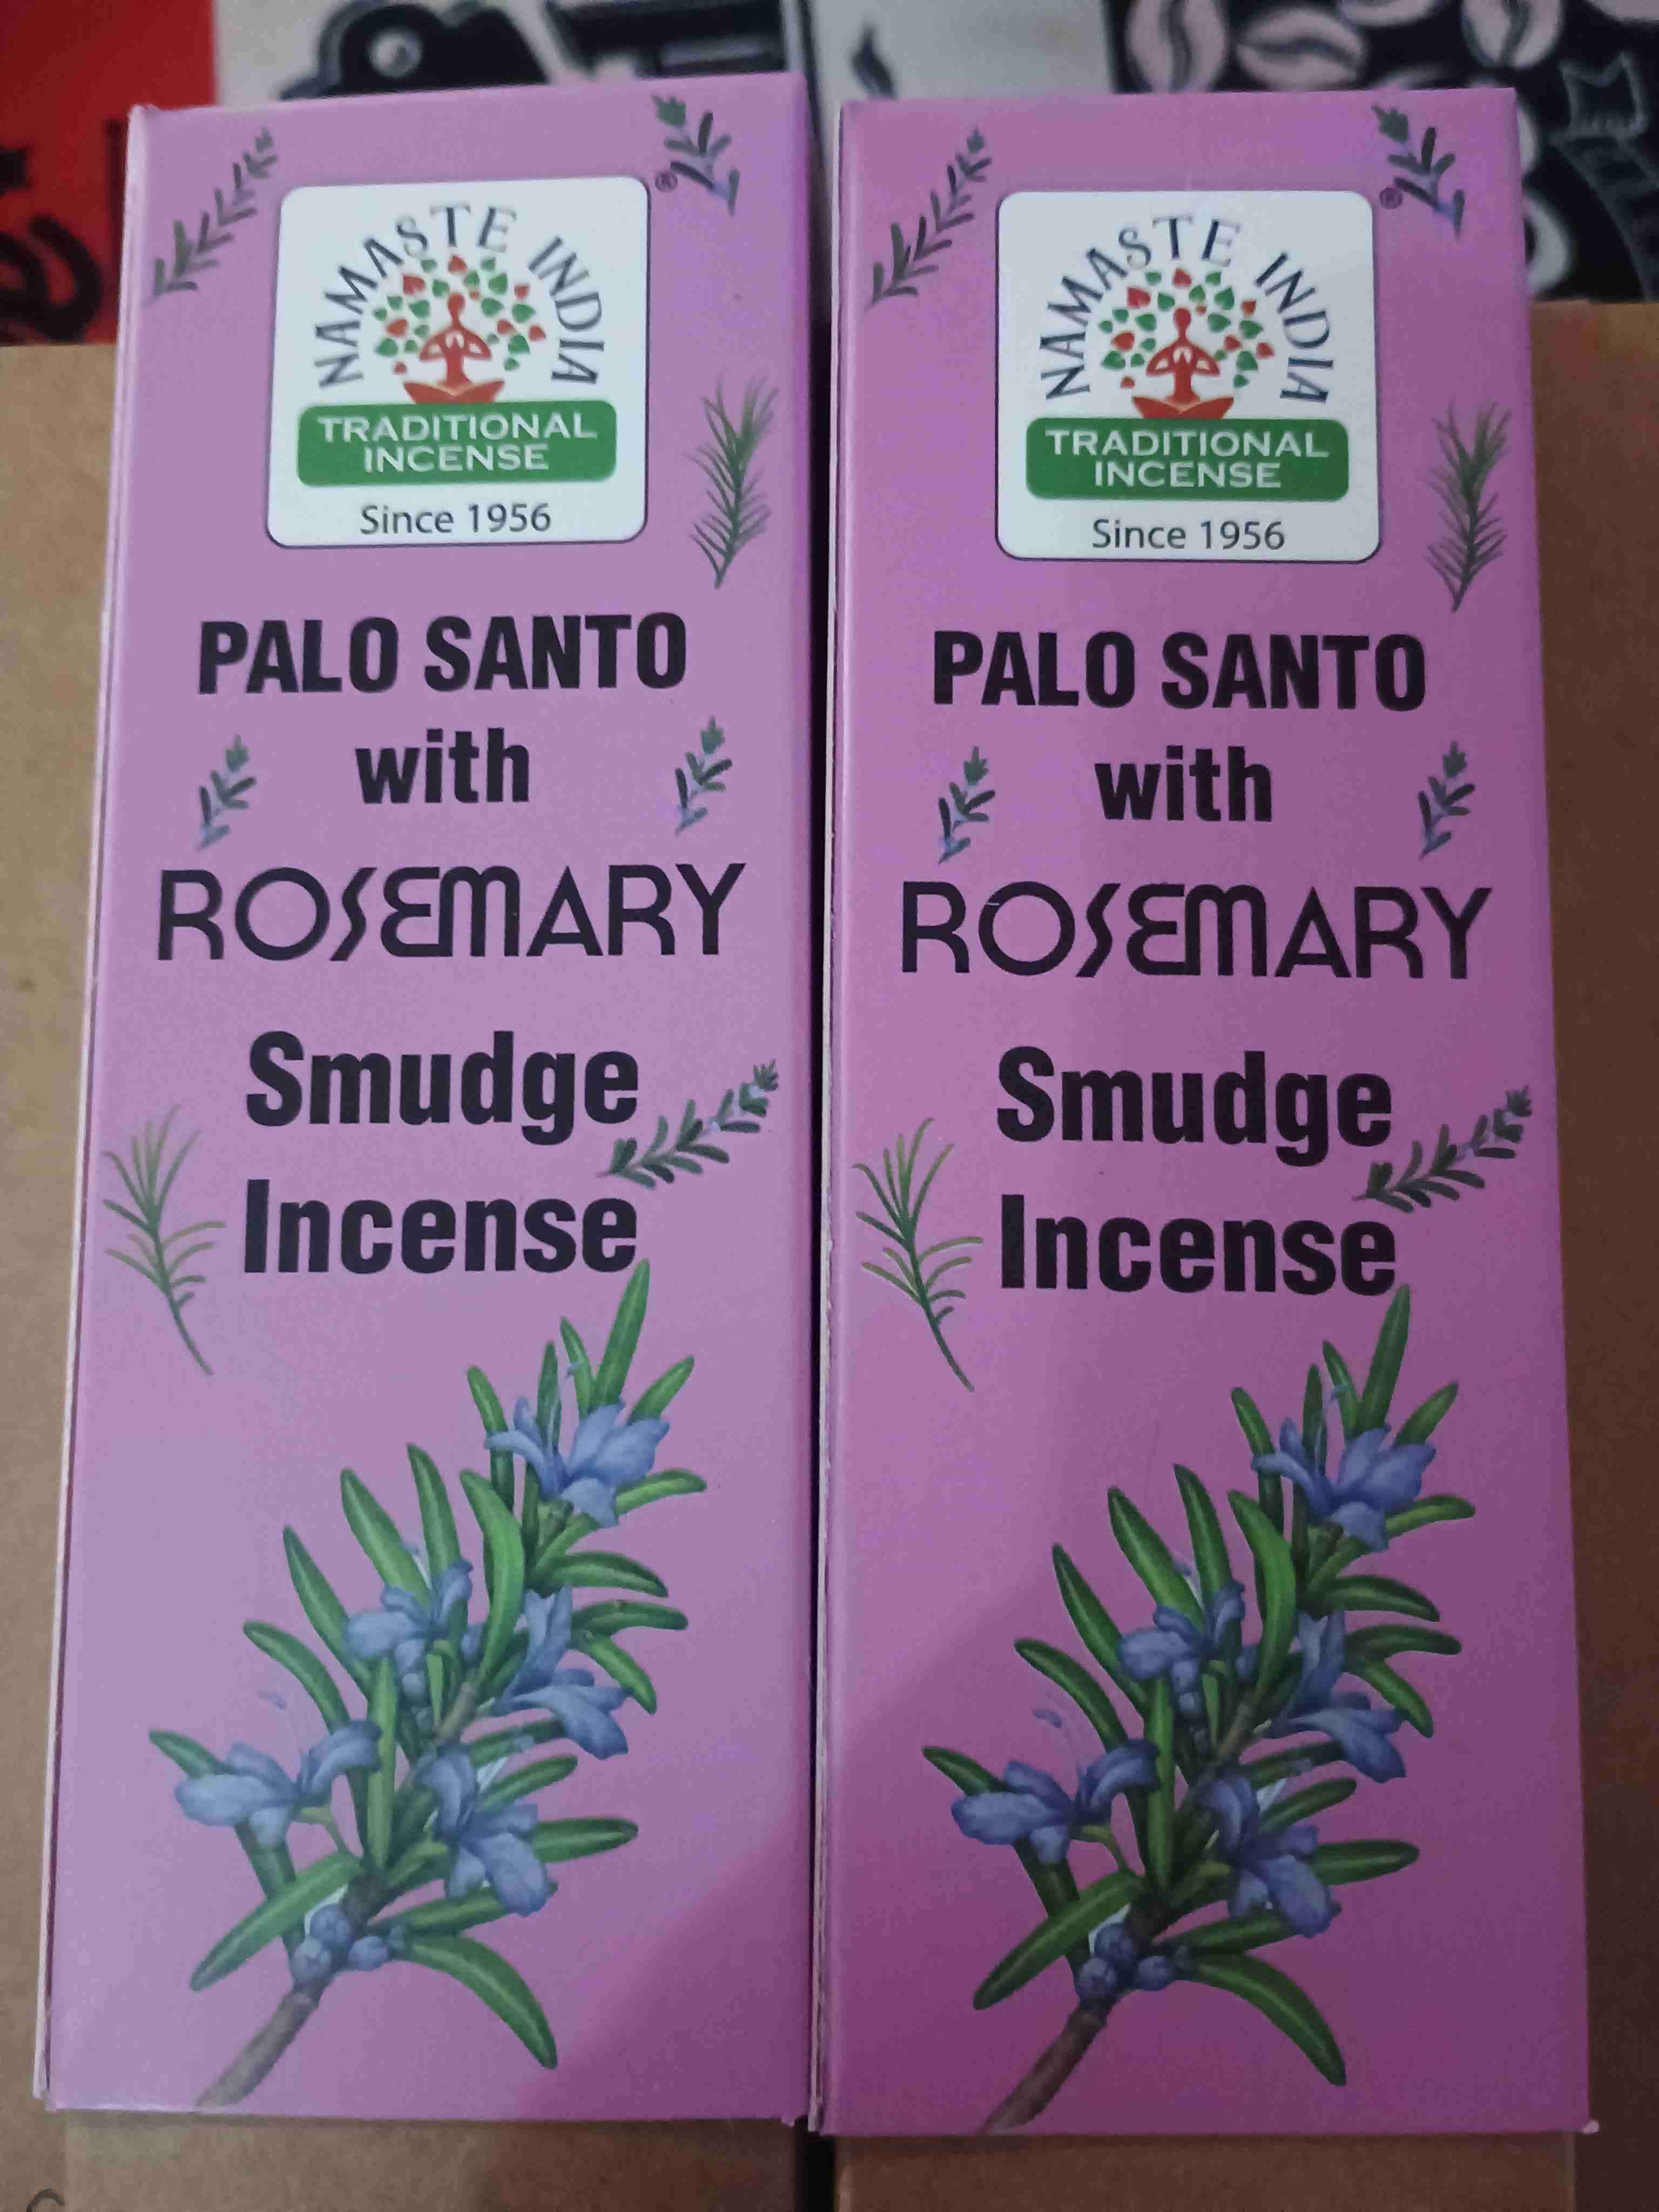 NAMASTE INDIA
®
TRADITIONAL
INCENSE
Since 1956
PALO SANTO
with
ROSEMARY
Smudge
Incense
NAMASTE INDIA
®
TRADITIONAL
INCENSE
Since 1956
PALO SANTO
with
ROSEMARY
Smudge
Incense